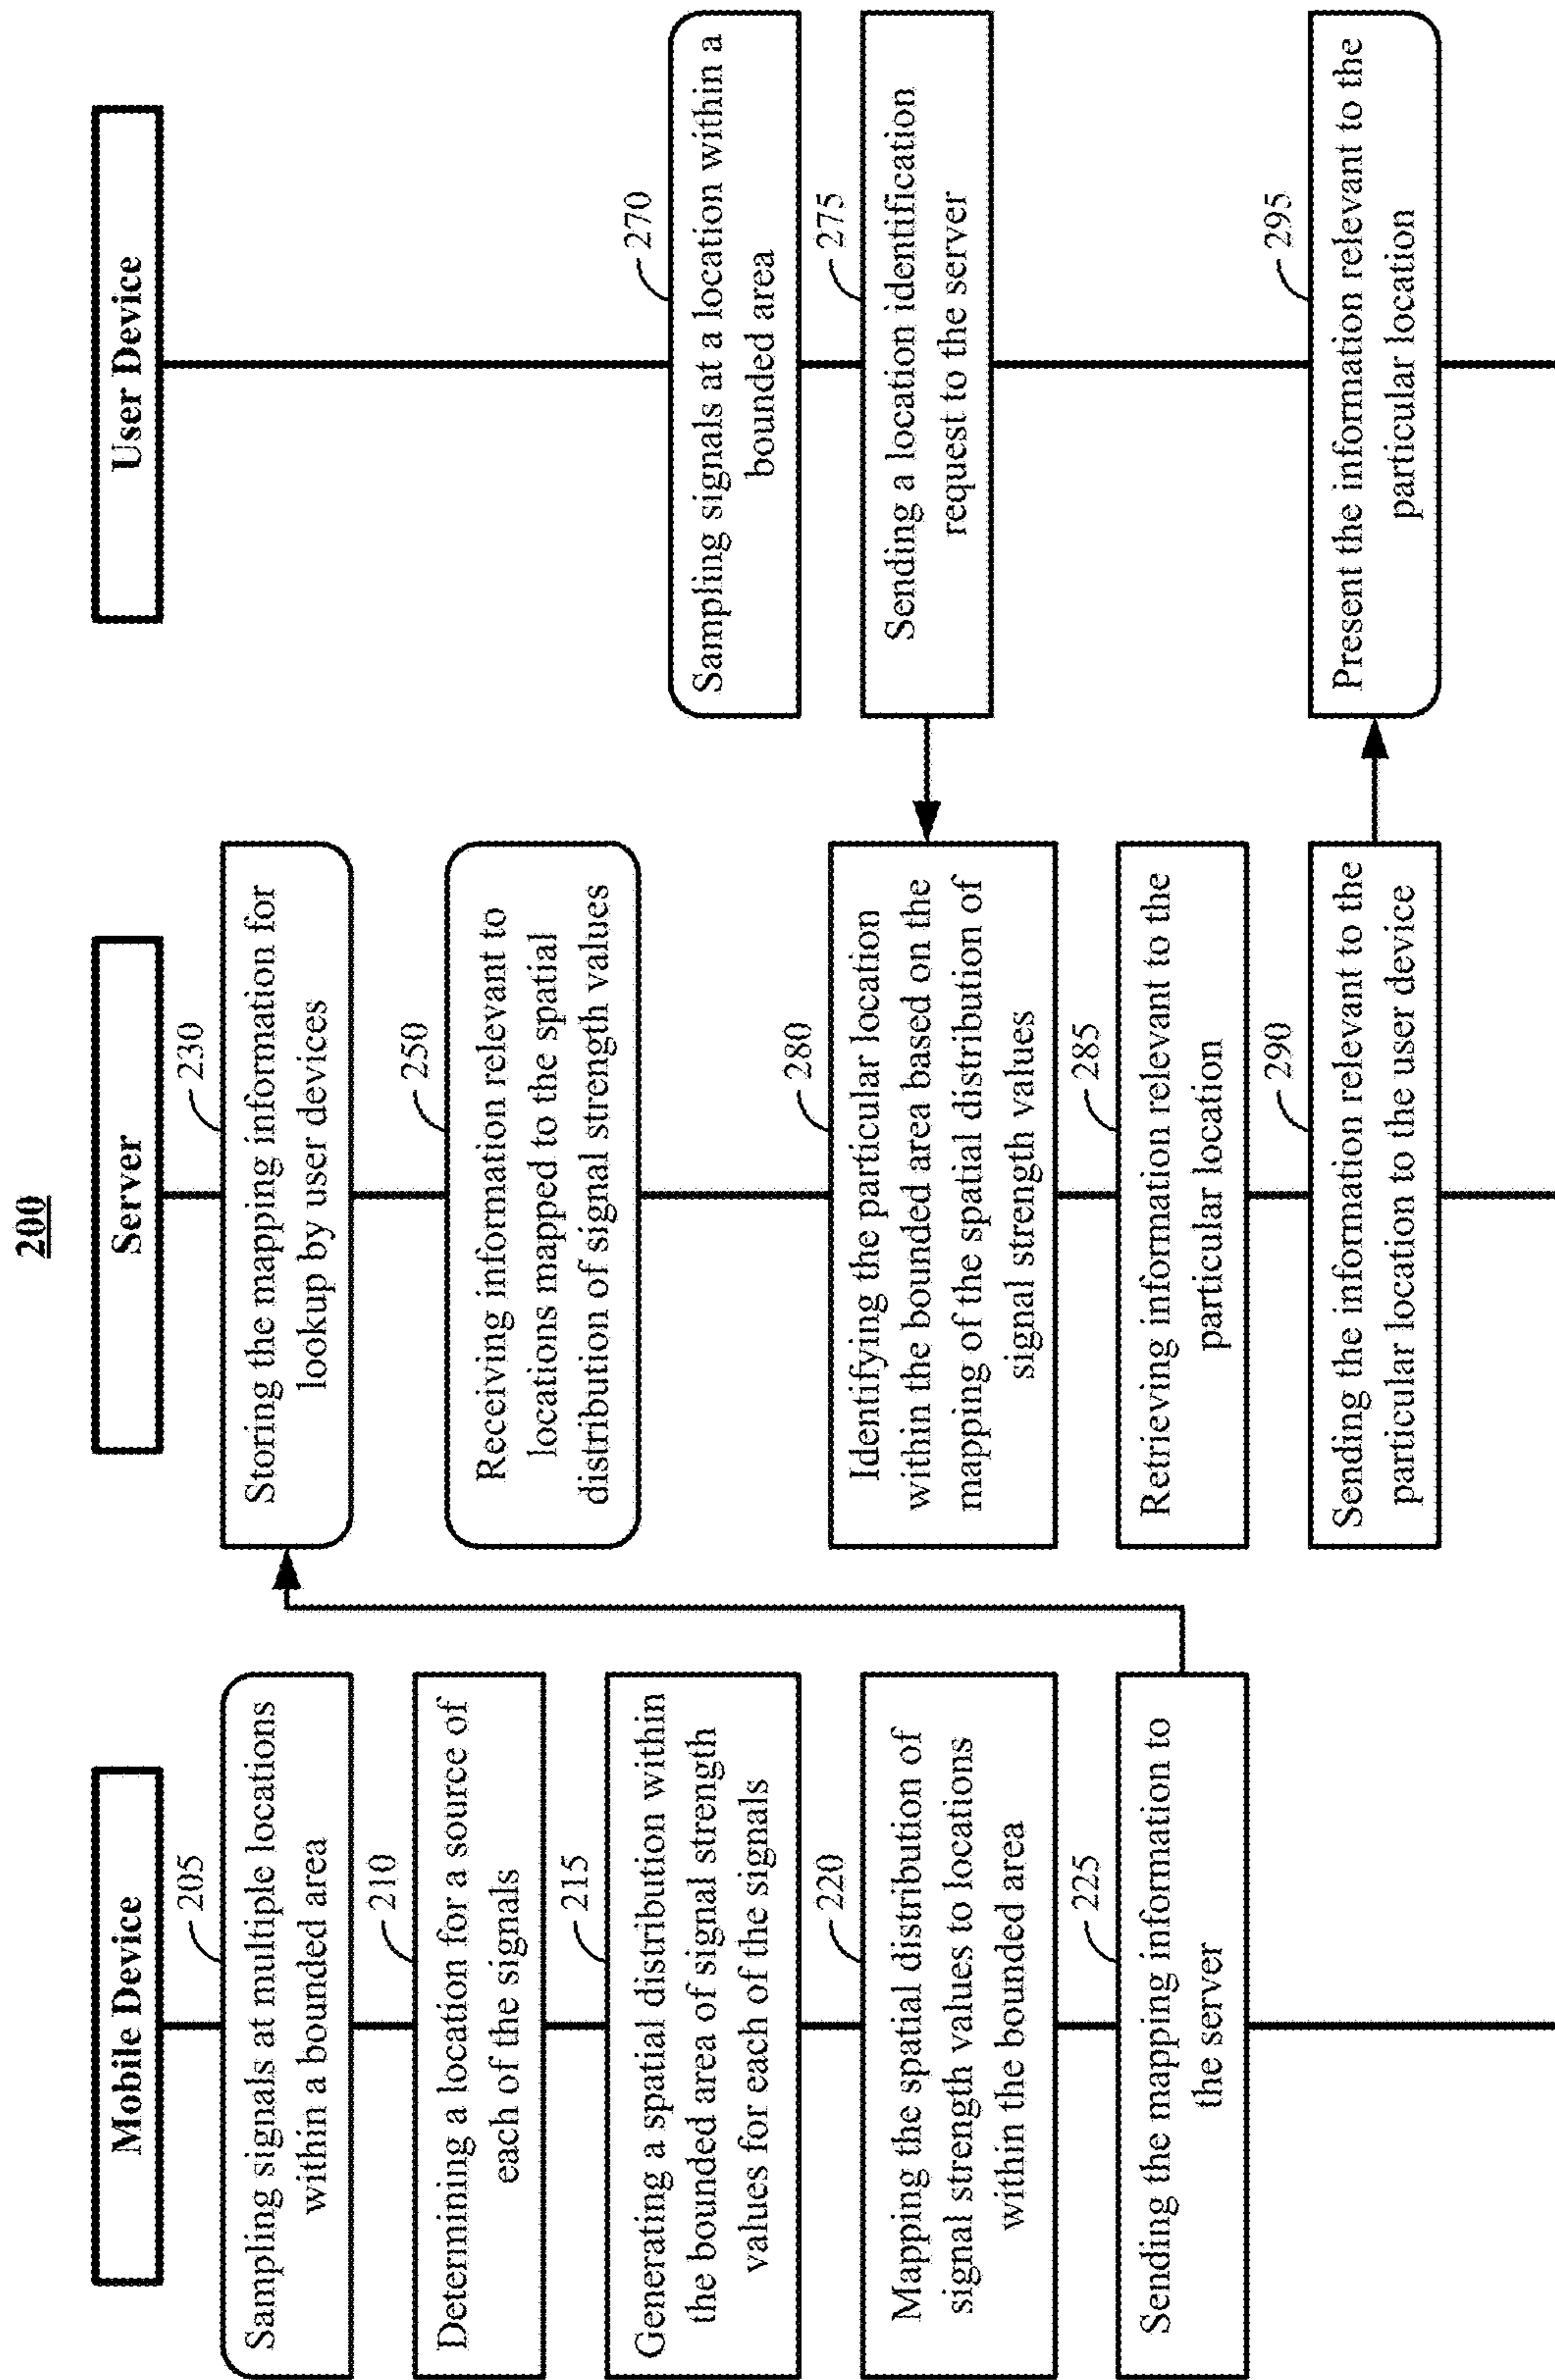 200
Mobile Device
205
Sampling signals at multiple locations
within a bounded area
210
Determining a location for a source of
each of the signals
215
Generating a spatial distribution within
the bounded area of signal strength
values for each of the signals
220
Mapping the spatial distribution of
signal strength values to locations
within the bounded area
225
Sending the mapping information to
the server
Server
230
Storing the mapping information for
lookup by user devices
250
Receiving information relevant to
locations mapped to the spatial
distribution of signal strength values
280
Identifying the particular location
within the bounded area based on the
mapping of the spatial distribution of
signal strength values
285
Retrieving information relevant to the
particular location
290
Sending the information relevant to the
particular location to the user device
User Device
270
Sampling signals at a location within a
bounded area
275
Sending a location identification
request to the server
295
Present the information relevant to the
particular location